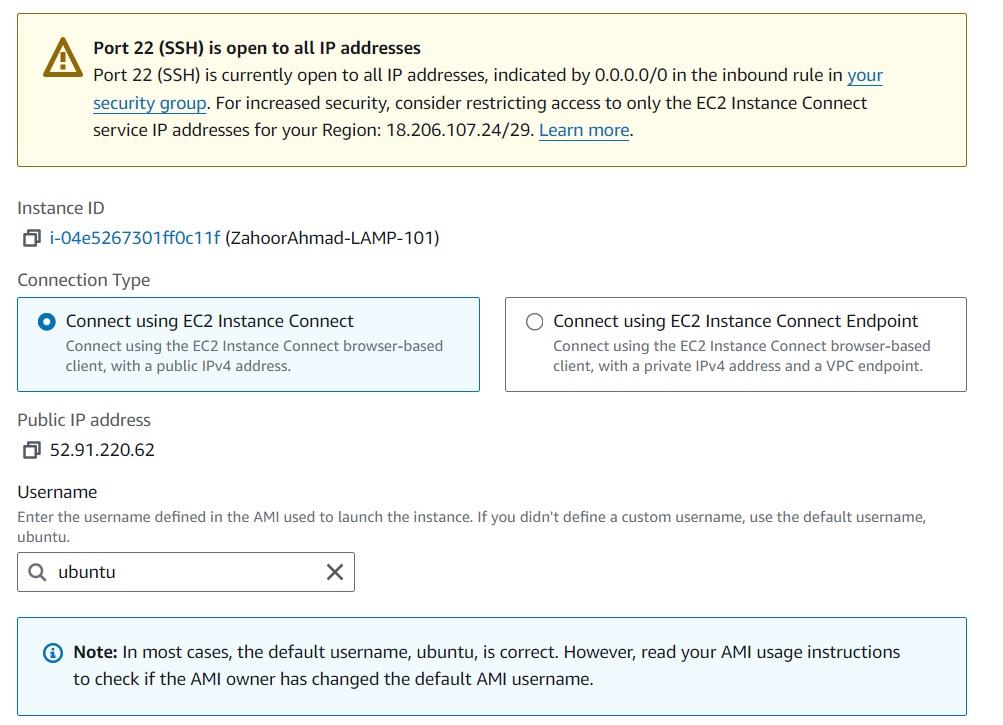 Port 22 (SSH) is open to all IP addresses
Port 22 (SSH) is currently open to all IP addresses, indicated by 0.0.0.0/0 in the inbound rule in your
security group. For increased security, consider restricting access to only the EC2 Instance Connect
service IP addresses for your Region: 18.206.107.24/29. Learn more.
Instance ID
i-04e5267301ff0c11f (ZahoorAhmad-LAMP-101)
Connection Type
Connect using EC2 Instance Connect
Connect using the EC2 Instance Connect browser-based
client, with a public IPv4 address.
Connect using EC2 Instance Connect Endpoint
Connect using the EC2 Instance Connect browser-based
client, with a private IPv4 address and a VPC endpoint.
Public IP address
52.91.220.62
Username
Enter the username defined in the AMI used to launch the instance. If you didn't define a custom username, use the default username,
ubuntu.
ubuntu
Note: In most cases, the default username, ubuntu, is correct. However, read your AMI usage instructions
to check if the AMI owner has changed the default AMI username.